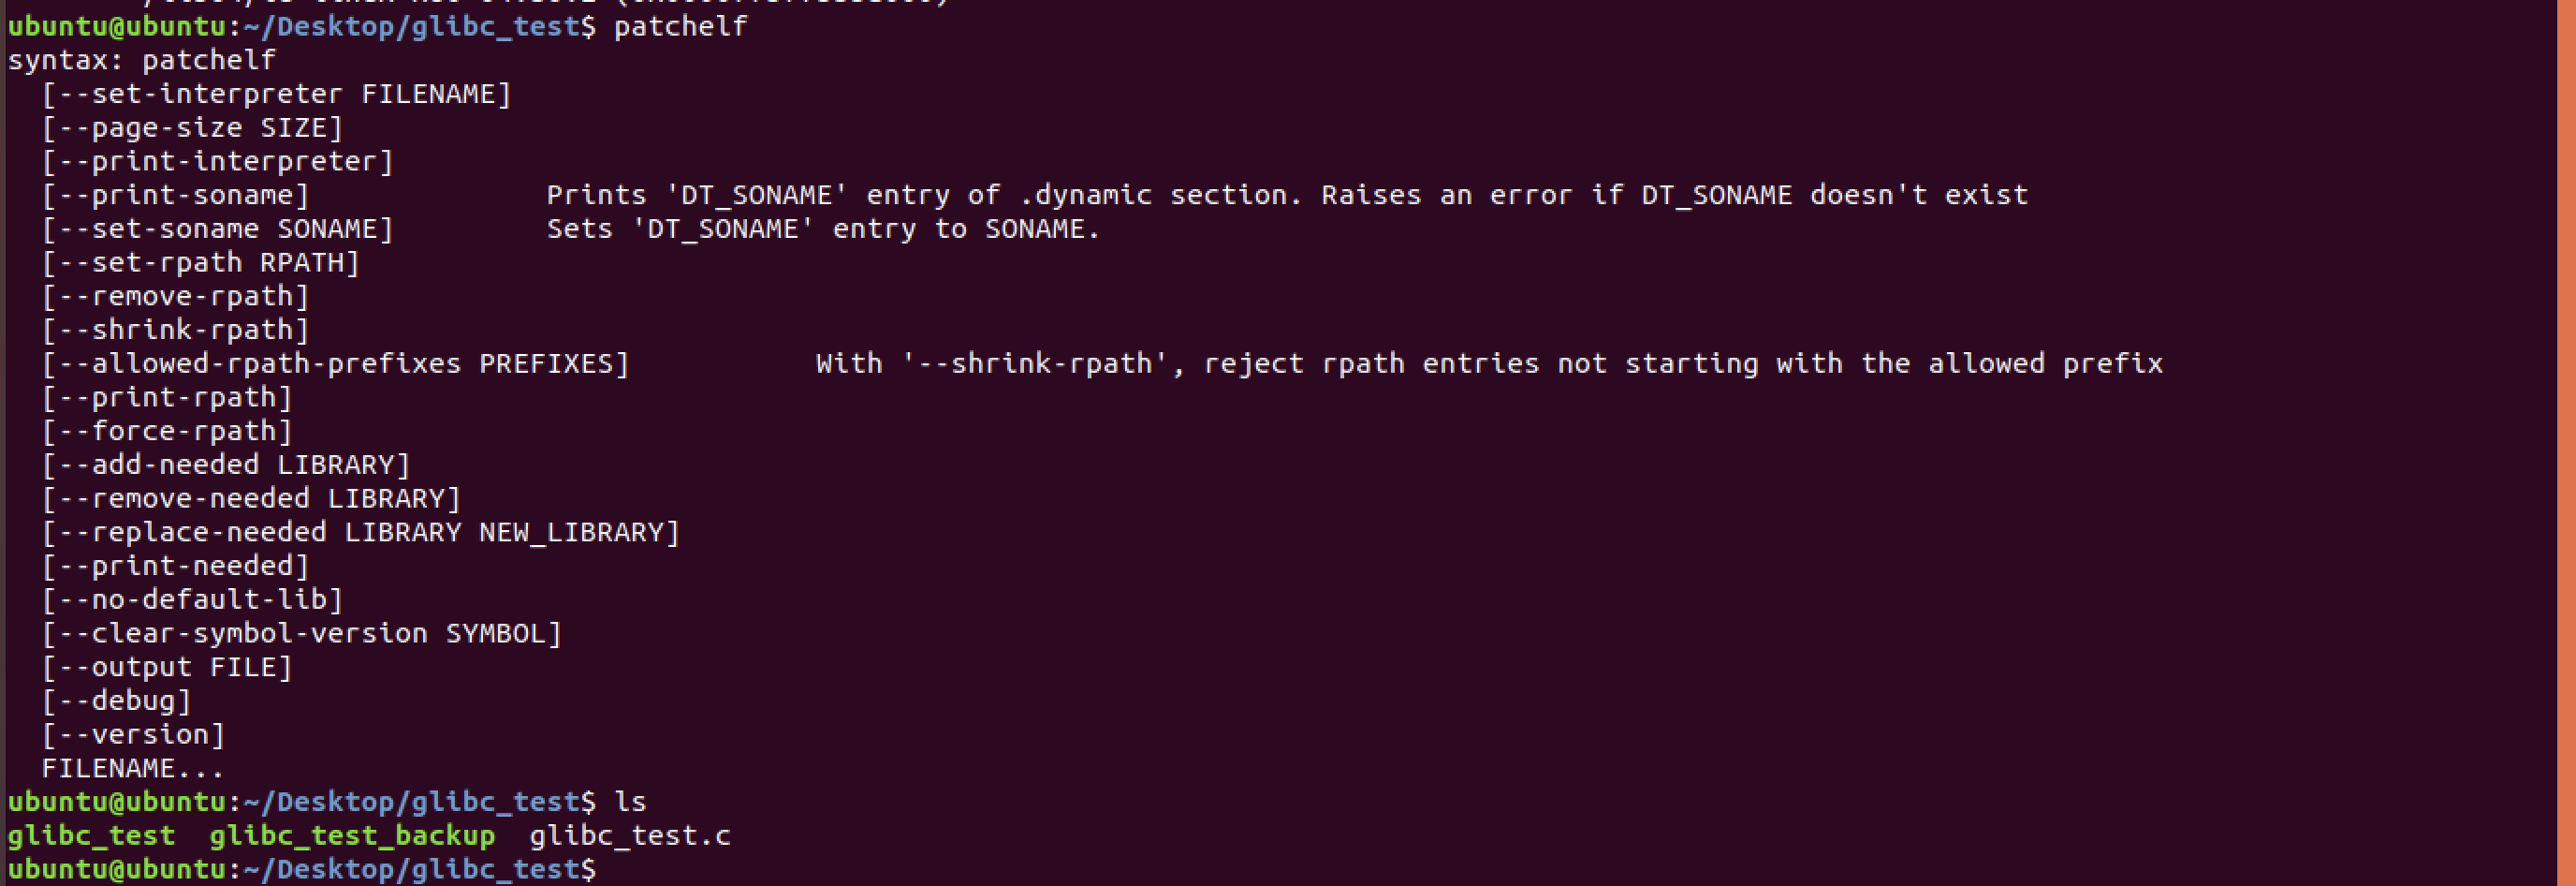 ubuntu@ubuntu:~/Desktop/glibc_test$ patchelf
syntax: patchelf
  [--set-interpreter FILENAME]
  [--page-size SIZE]
  [--print-interpreter]
  [--print-soname]              Prints 'DT_SONAME' entry of .dynamic section. Raises an error if DT_SONAME doesn't exist
  [--set-soname SONAME]         Sets 'DT_SONAME' entry to SONAME.
  [--set-rpath RPATH]
  [--remove-rpath]
  [--shrink-rpath]
  [--allowed-rpath-prefixes PREFIXES]           With '--shrink-rpath', reject rpath entries not starting with the allowed prefix
  [--print-rpath]
  [--force-rpath]
  [--add-needed LIBRARY]
  [--remove-needed LIBRARY]
  [--replace-needed LIBRARY NEW_LIBRARY]
  [--print-needed]
  [--no-default-lib]
  [--clear-symbol-version SYMBOL]
  [--output FILE]
  [--debug]
  [--version]
  FILENAME...
ubuntu@ubuntu:~/Desktop/glibc_test$ ls
glibc_test  glibc_test_backup  glibc_test.c
ubuntu@ubuntu:~/Desktop/glibc_test$